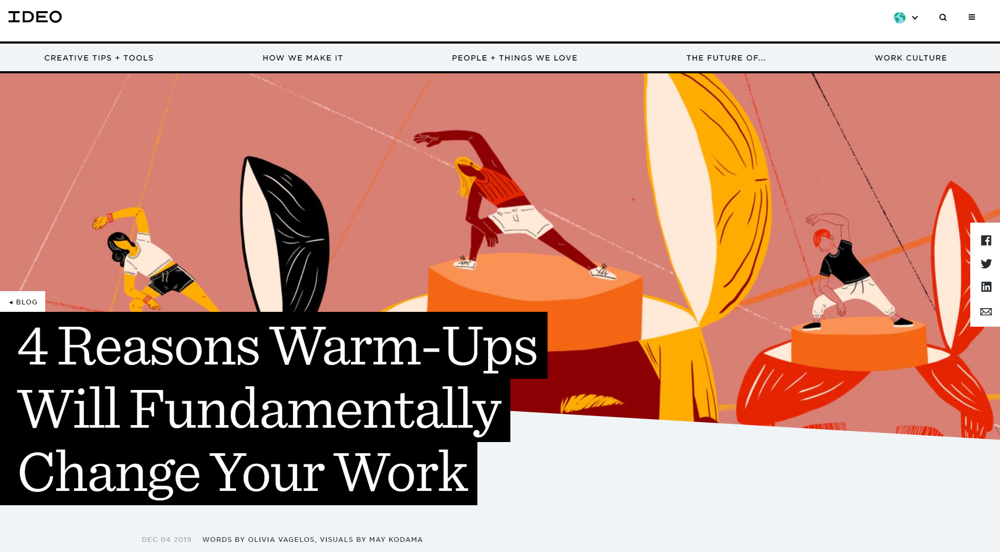 IDEO
CREATIVE TIPS + TOOLS
HOW WE MAKE IT
PEOPLE + THINGS WE LOVE
THE FUTURE OF...
WORK CULTURE
◂ BLOG
4 Reasons Warm-Ups
Will Fundamentally
Change Your Work
DEC 04 2019 WORDS BY OLIVIA VAGELOS, VISUALS BY MAY KODAMA